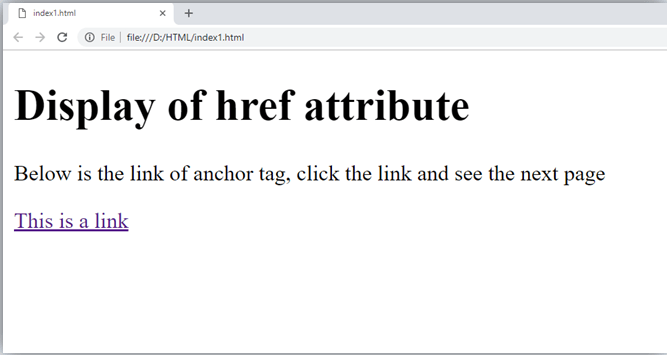 index1.html
File | file:///D:/HTML/index1.html
Display of href attribute
Below is the link of anchor tag, click the link and see the next page
This is a link